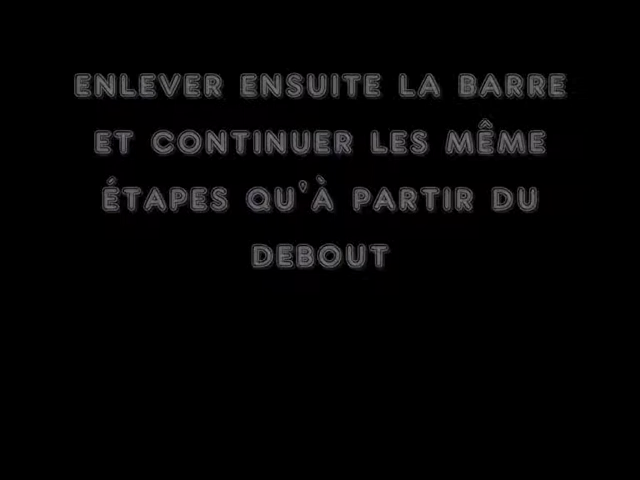 ENLEVER ENSUITE LA BARRE
ET CONTINUER LES MÊME
ÉTAPES QU'À PARTIR DU
DEBOUT